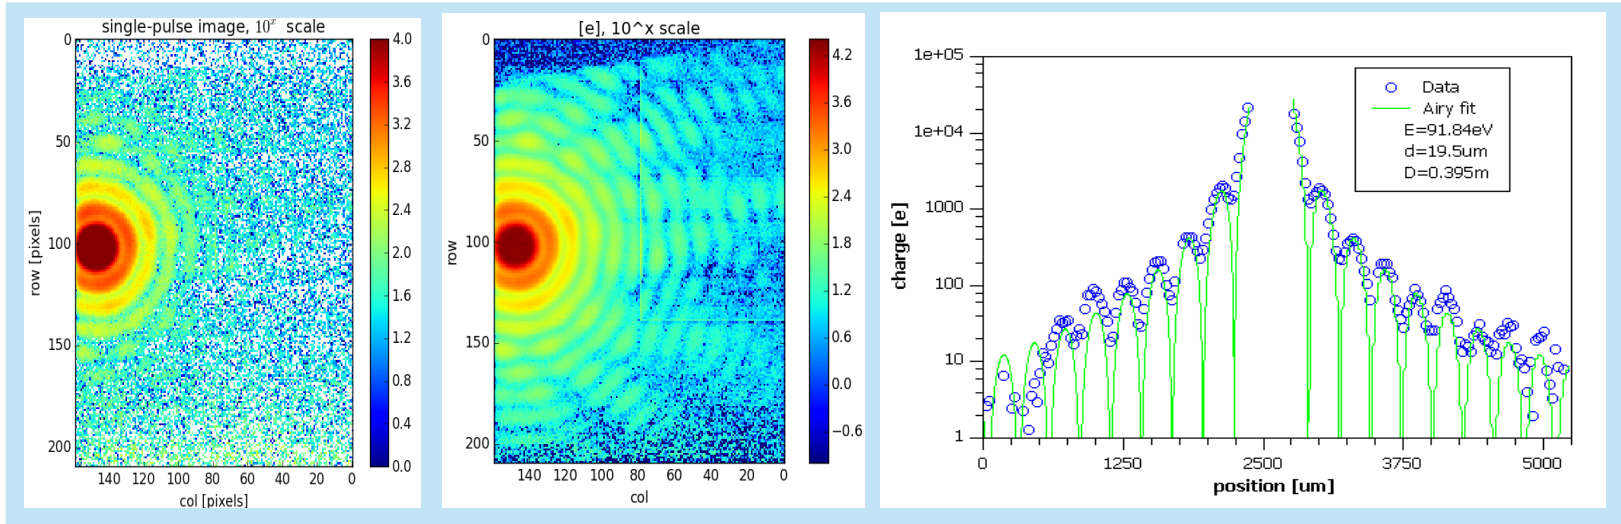 single-pulse image, 10^x scale
0
50
100
150
200
row [pixels]
140 120 100 80 60 40 20 0
col [pixels]
4.0
3.6
3.2
2.8
2.4
2.0
1.6
1.2
0.8
0.4
0.0
[e], 10^x scale
0
50
100
150
200
row
140 120 100 80 60 40 20 0
col
4.2
3.6
3.0
2.4
1.8
1.2
0.6
0.0
−0.6
1e+05
1e+04
1000
100
10
1
charge [e]
Data
Airy fit
E=91.84eV
d=19.5um
D=0.395m
0 1250 2500 3750 5000
position [um]